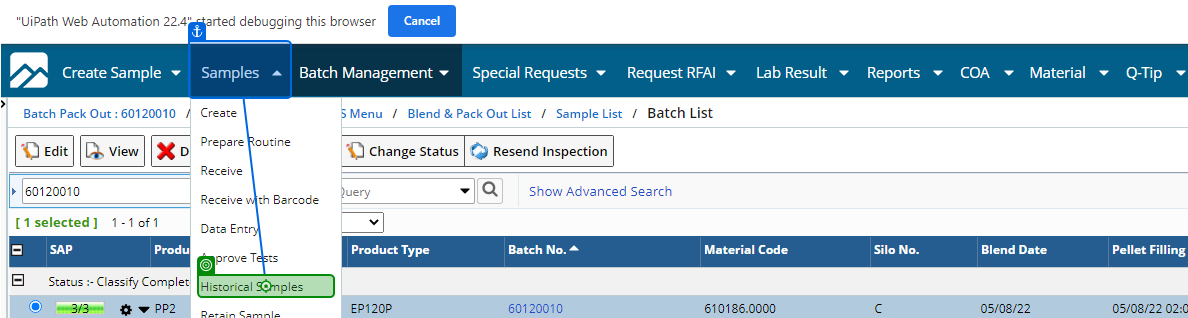 "UiPath Web Automation 22.4" started debugging this browser Cancel
Create Sample Samples Batch Management Special Requests Request RFAI Lab Result Reports COA Material Q-Tip
Batch Pack Out : 60120010 / S Menu / Blend & Pack Out List / Sample List / Batch List
Create
Prepare Routine
Receive
Receive with Barcode
Data Entry
Approve Tests
Historical Samples
Retain Sample
Edit View D Change Status Resend Inspection
60120010 Query Show Advanced Search
[ 1 selected ] 1 - 1 of 1
SAP Produ Product Type Batch No. Material Code Silo No. Blend Date Pellet Filling
Status :- Classify Complet
3/3 PP2 EP120P 60120010 610186.0000 C 05/08/22 05/08/22 02:0